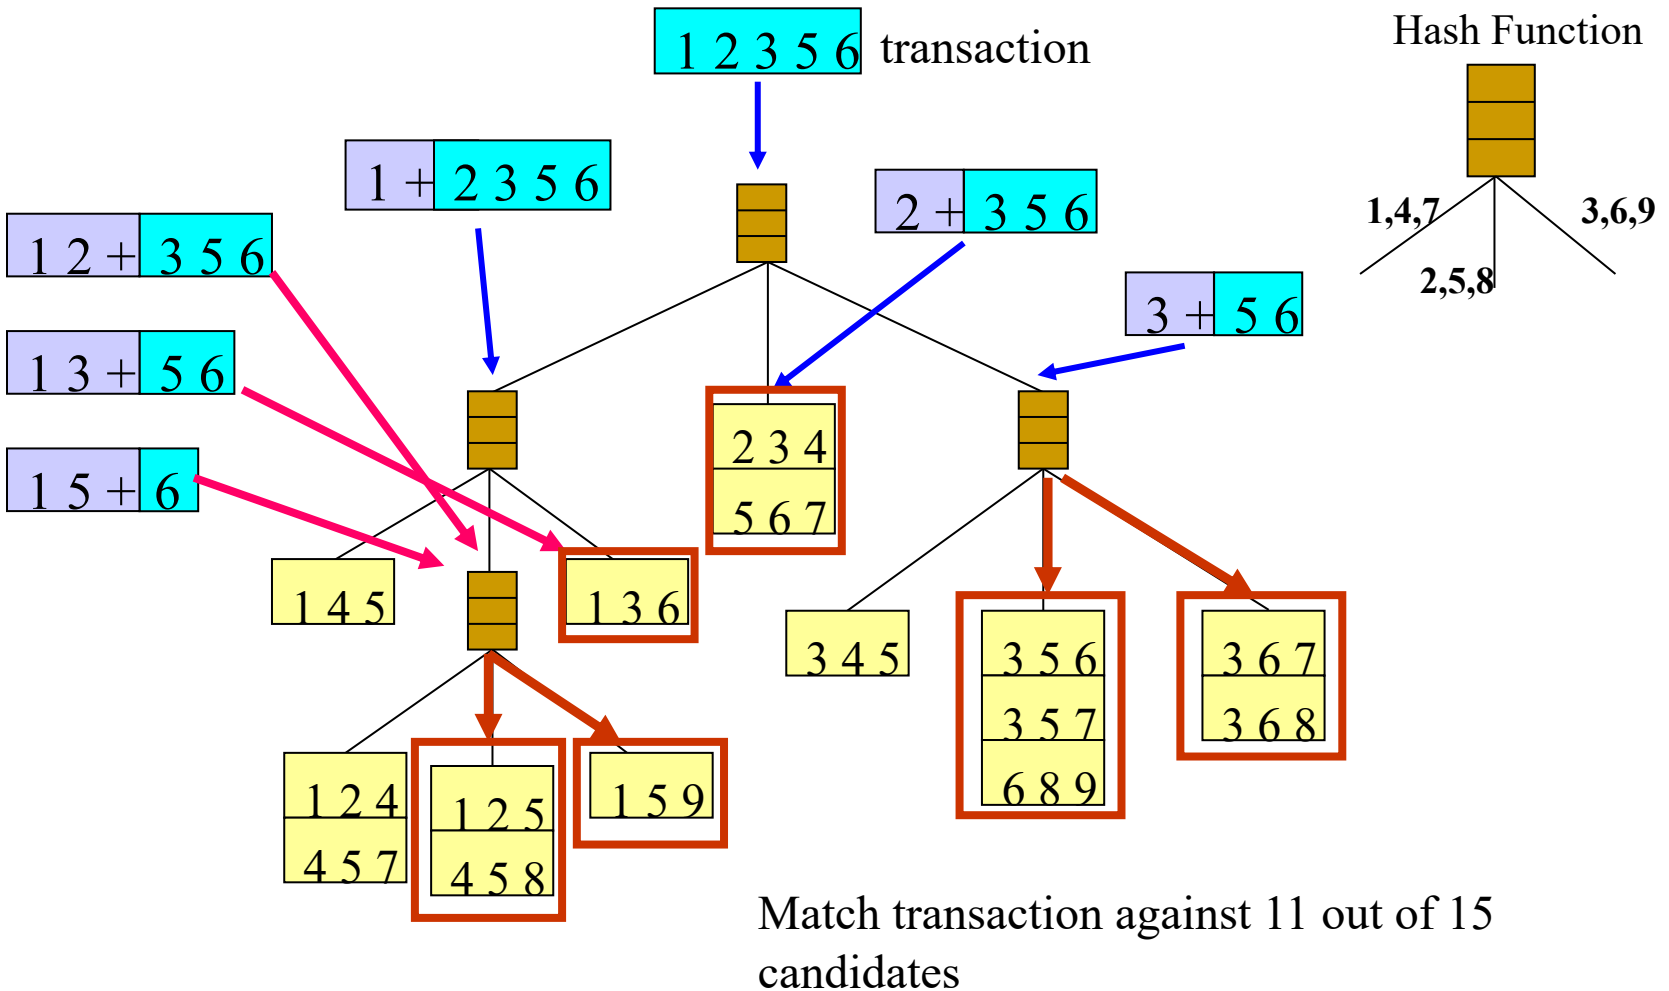 1 2 3 5 6 transaction
Hash Function
1 + 2 3 5 6
2 + 3 5 6
1,4,7
3,6,9
2,5,8
1 2 + 3 5 6
3 + 5 6
1 3 + 5 6
1 5 + 6
2 3 4
5 6 7
1 4 5
1 3 6
3 4 5
3 5 6
3 5 7
6 8 9
3 6 7
3 6 8
1 2 4
4 5 7
1 2 5
4 5 8
1 5 9
Match transaction against 11 out of 15
candidates